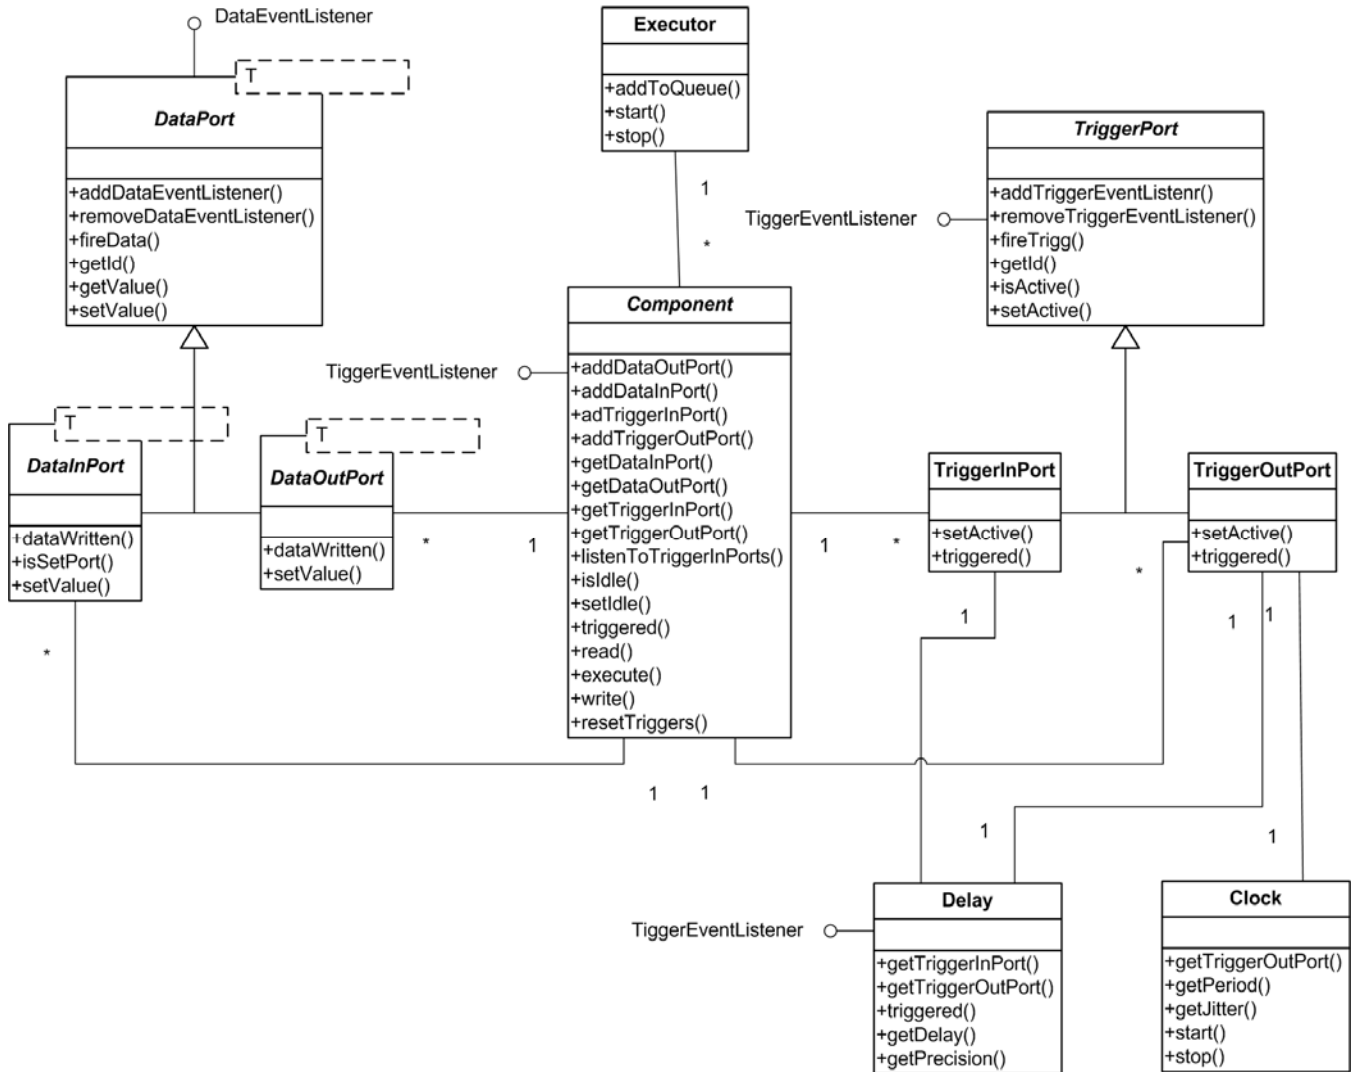 DataEventListener
T
DataPort
+addDataEventListener()
+removeDataEventListener()
+fireData()
+getId()
+getValue()
+setValue()
Executor
+addToQueue()
+start()
+stop()
1
*
TriggerPort
+addTriggerEventListenr()
+removeTriggerEventListener()
+fireTrigg()
+getId()
+isActive()
+setActive()
TiggerEventListener
TiggerEventListener
Component
+addDataOutPort()
+addDataInPort()
+adTriggerInPort()
+addTriggerOutPort()
+getDataInPort()
+getDataOutPort()
+getTriggerInPort()
+getTriggerOutPort()
+listenToTriggerInPorts()
+isIdle()
+setIdle()
+triggered()
+read()
+execute()
+write()
+resetTriggers()
T
DataInPort
+dataWritten()
+isSetPort()
+setValue()
T
DataOutPort
+dataWritten()
+setValue()
*
1
1
*
TriggerInPort
+setActive()
+triggered()
TriggerOutPort
+setActive()
+triggered()
*
*
1
1
1
1
1
1
1
TiggerEventListener
Delay
+getTriggerInPort()
+getTriggerOutPort()
+triggered()
+getDelay()
+getPrecision()
Clock
+getTriggerOutPort()
+getPeriod()
+getJitter()
+start()
+stop()